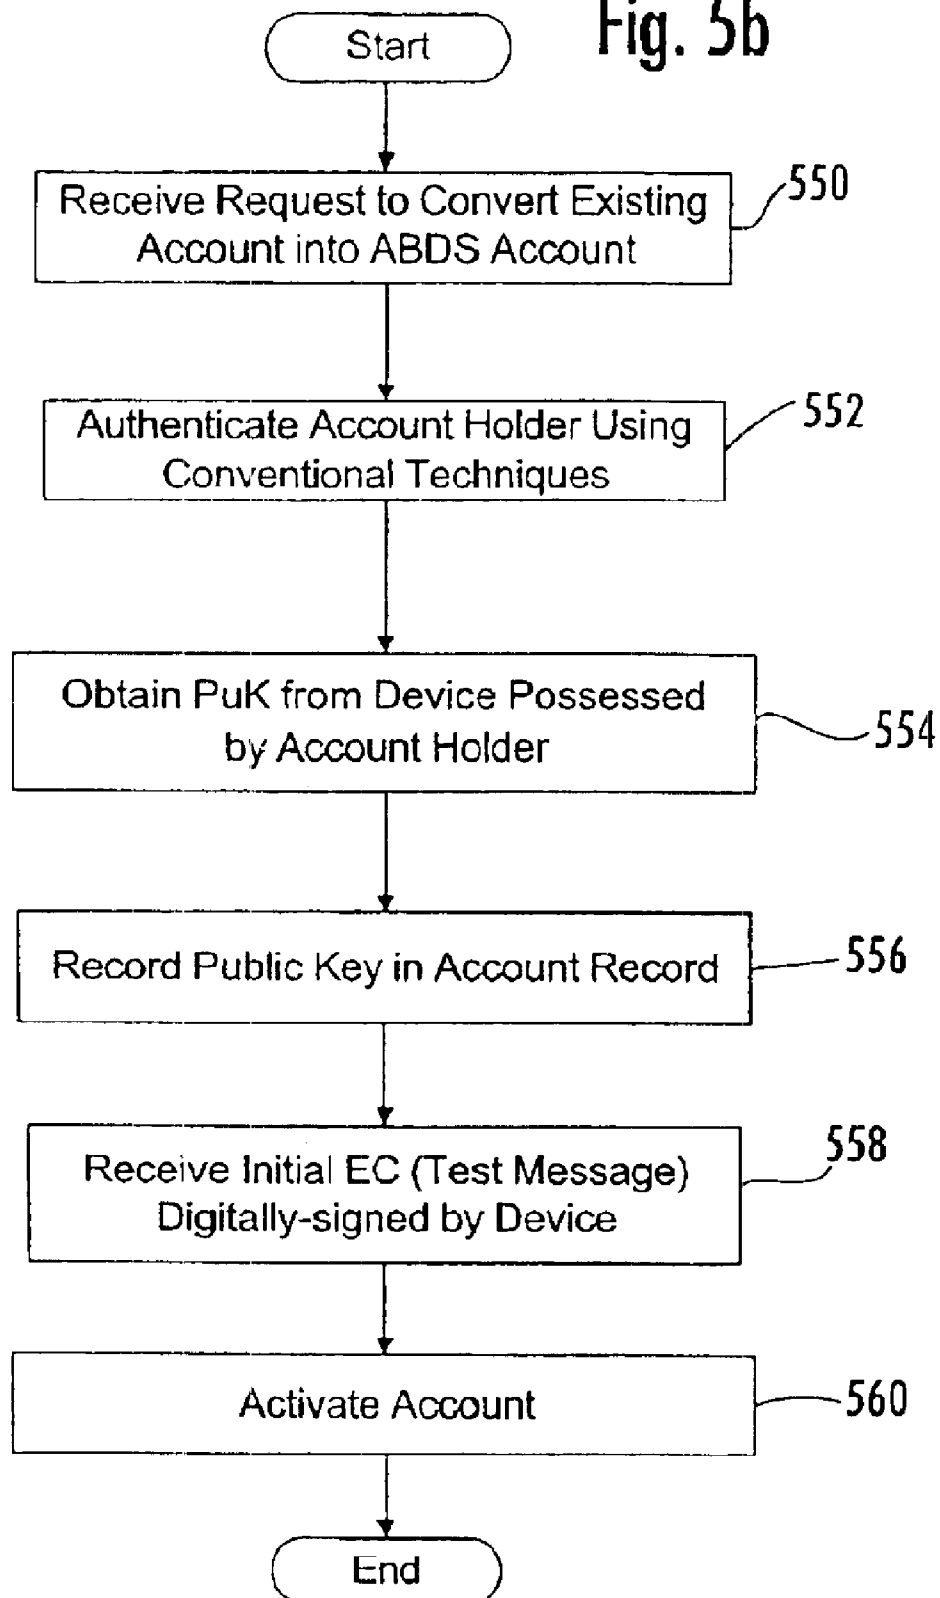 Fig. 5b
Start
Receive Request to Convert Existing
Account into ABDS Account
550
Authenticate Account Holder Using
Conventional Techniques
552
Obtain PuK from Device Possessed
by Account Holder
554
Record Public Key in Account Record
556
Receive Initial EC (Test Message)
Digitally-signed by Device
558
Activate Account
560
End